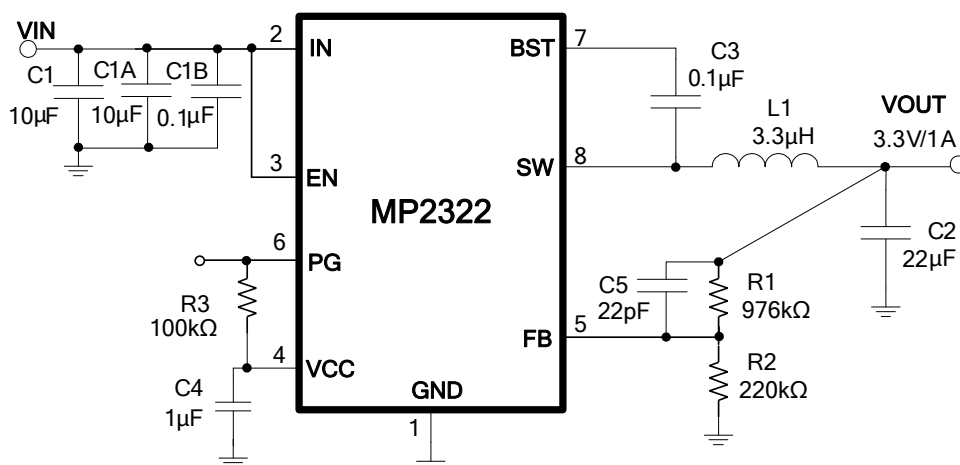 VIN
C1
10µF
C1A
10µF
C1B
0.1µF
2
IN
3
EN
6
PG
R3
100kΩ
4
VCC
C4
1µF
MP2322
GND
1
BST
7
C3
0.1µF
SW
8
L1
3.3µH
VOUT
3.3V/1A
C2
22µF
C5
22pF
R1
976kΩ
FB
5
R2
220kΩ